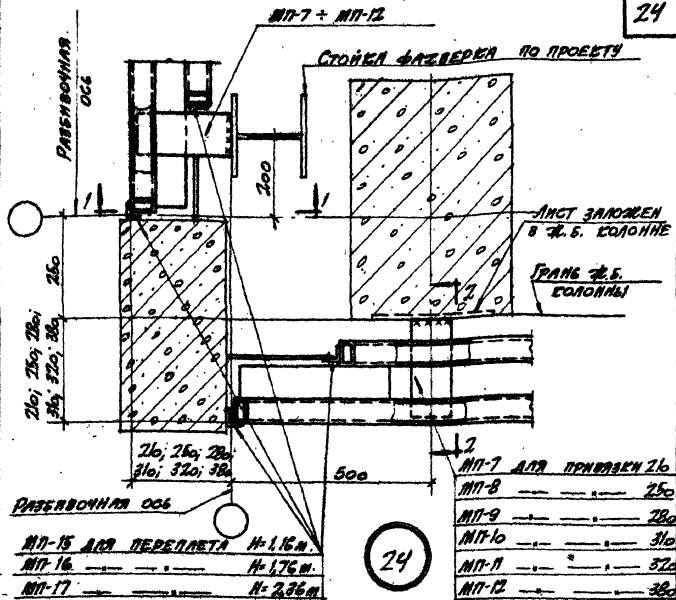 24
МП-7 ÷ МП-12
СТОЙКА ФАХВЕРКА ПО ПРОЕКТУ
РАЗБИВОЧНАЯ
ОСЬ
200
1
1
ЛИСТ ЗАЛОЖЕН
В Ж.Б. КОЛОННЕ
ГРАНЬ Ж.Б.
КОЛОННЫ
250
2
210; 250; 280;
310; 320; 380
210; 250; 280
310; 320; 380
500
2
РАЗБИВОЧНАЯ ОСЬ
МП-7 ДЛЯ ПРИВЯЗКИ 210
МП-8 — " — — " — 250
МП-9 — " — — " — 280
МП-10 — " — — " — 310
МП-11 — " — — " — 320
МП-12 — " — — " — 380
МП-15 ДЛЯ ПЕРЕПЛЕТА H=1,16 м.
МП-16 — " — — " — H=1,76 м.
МП-17 — " — — " — H=2,36 м.
24